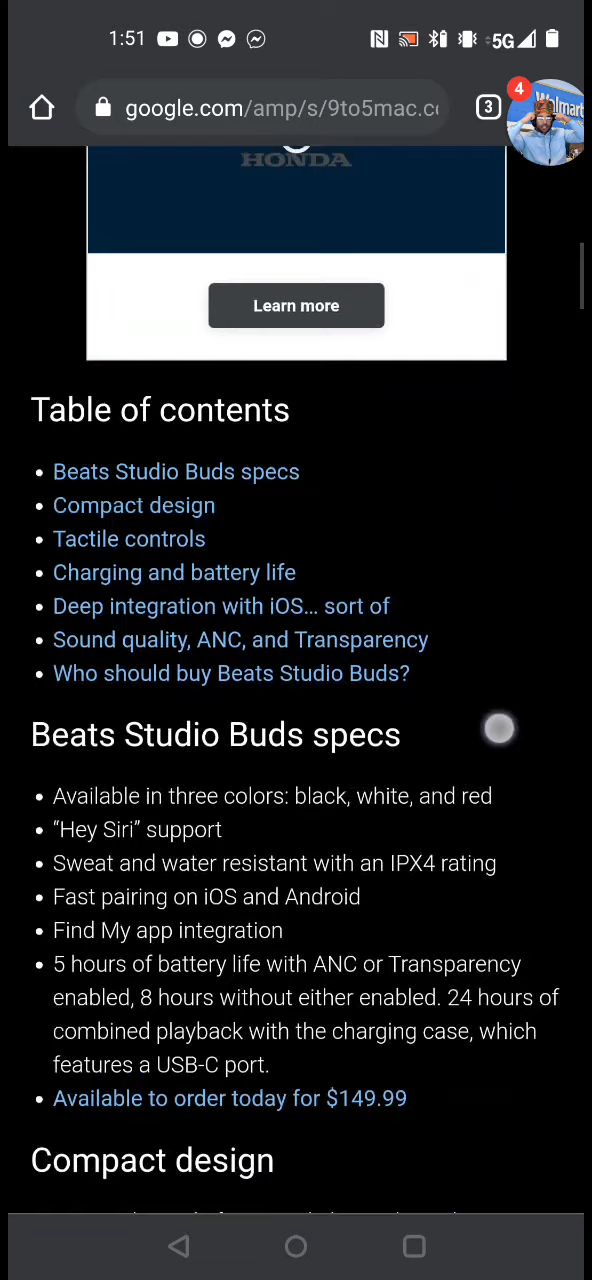 1:51
5G
google.com/amp/s/9to5mac.co
3
4
Walmart
HONDA
Learn more
Table of contents
• Beats Studio Buds specs
• Compact design
• Tactile controls
• Charging and battery life
• Deep integration with iOS... sort of
• Sound quality, ANC, and Transparency
• Who should buy Beats Studio Buds?
Beats Studio Buds specs
• Available in three colors: black, white, and red
• “Hey Siri” support
• Sweat and water resistant with an IPX4 rating
• Fast pairing on iOS and Android
• Find My app integration
• 5 hours of battery life with ANC or Transparency
enabled, 8 hours without either enabled. 24 hours of
combined playback with the charging case, which
features a USB-C port.
• Available to order today for $149.99
Compact design